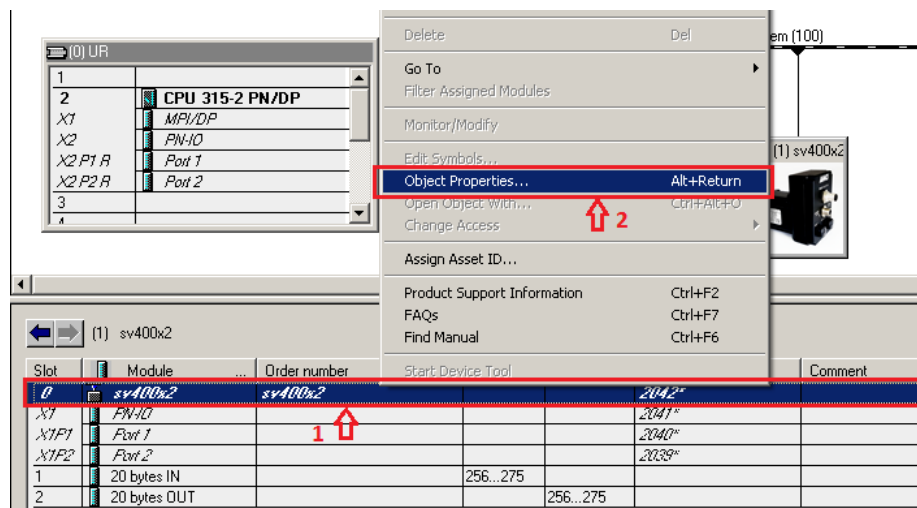 (0) UR
1
2 CPU 315-2 PN/DP
X1 MPI/DP
X2 PN-IO
X2 P1 R Port 1
X2 P2 R Port 2
3
4
Delete Del
Go To
Filter Assigned Modules
Monitor/Modify
Edit Symbols...
Object Properties... Alt+Return
Open Object With... Ctrl+Alt+O
Change Access
Assign Asset ID...
Product Support Information Ctrl+F2
FAQs Ctrl+F7
Find Manual Ctrl+F6
Start Device Tool
2
em (100)
(1) sv400x2
(1) sv400x2
Slot Module ... Order number Comment
0 sv400x2 sv400x2 2042*
X1 PN-IO 2041*
X1P1 Port 1 2040*
X1P2 Port 2 2039*
1 20 bytes IN 256...275
2 20 bytes OUT 256...275
1